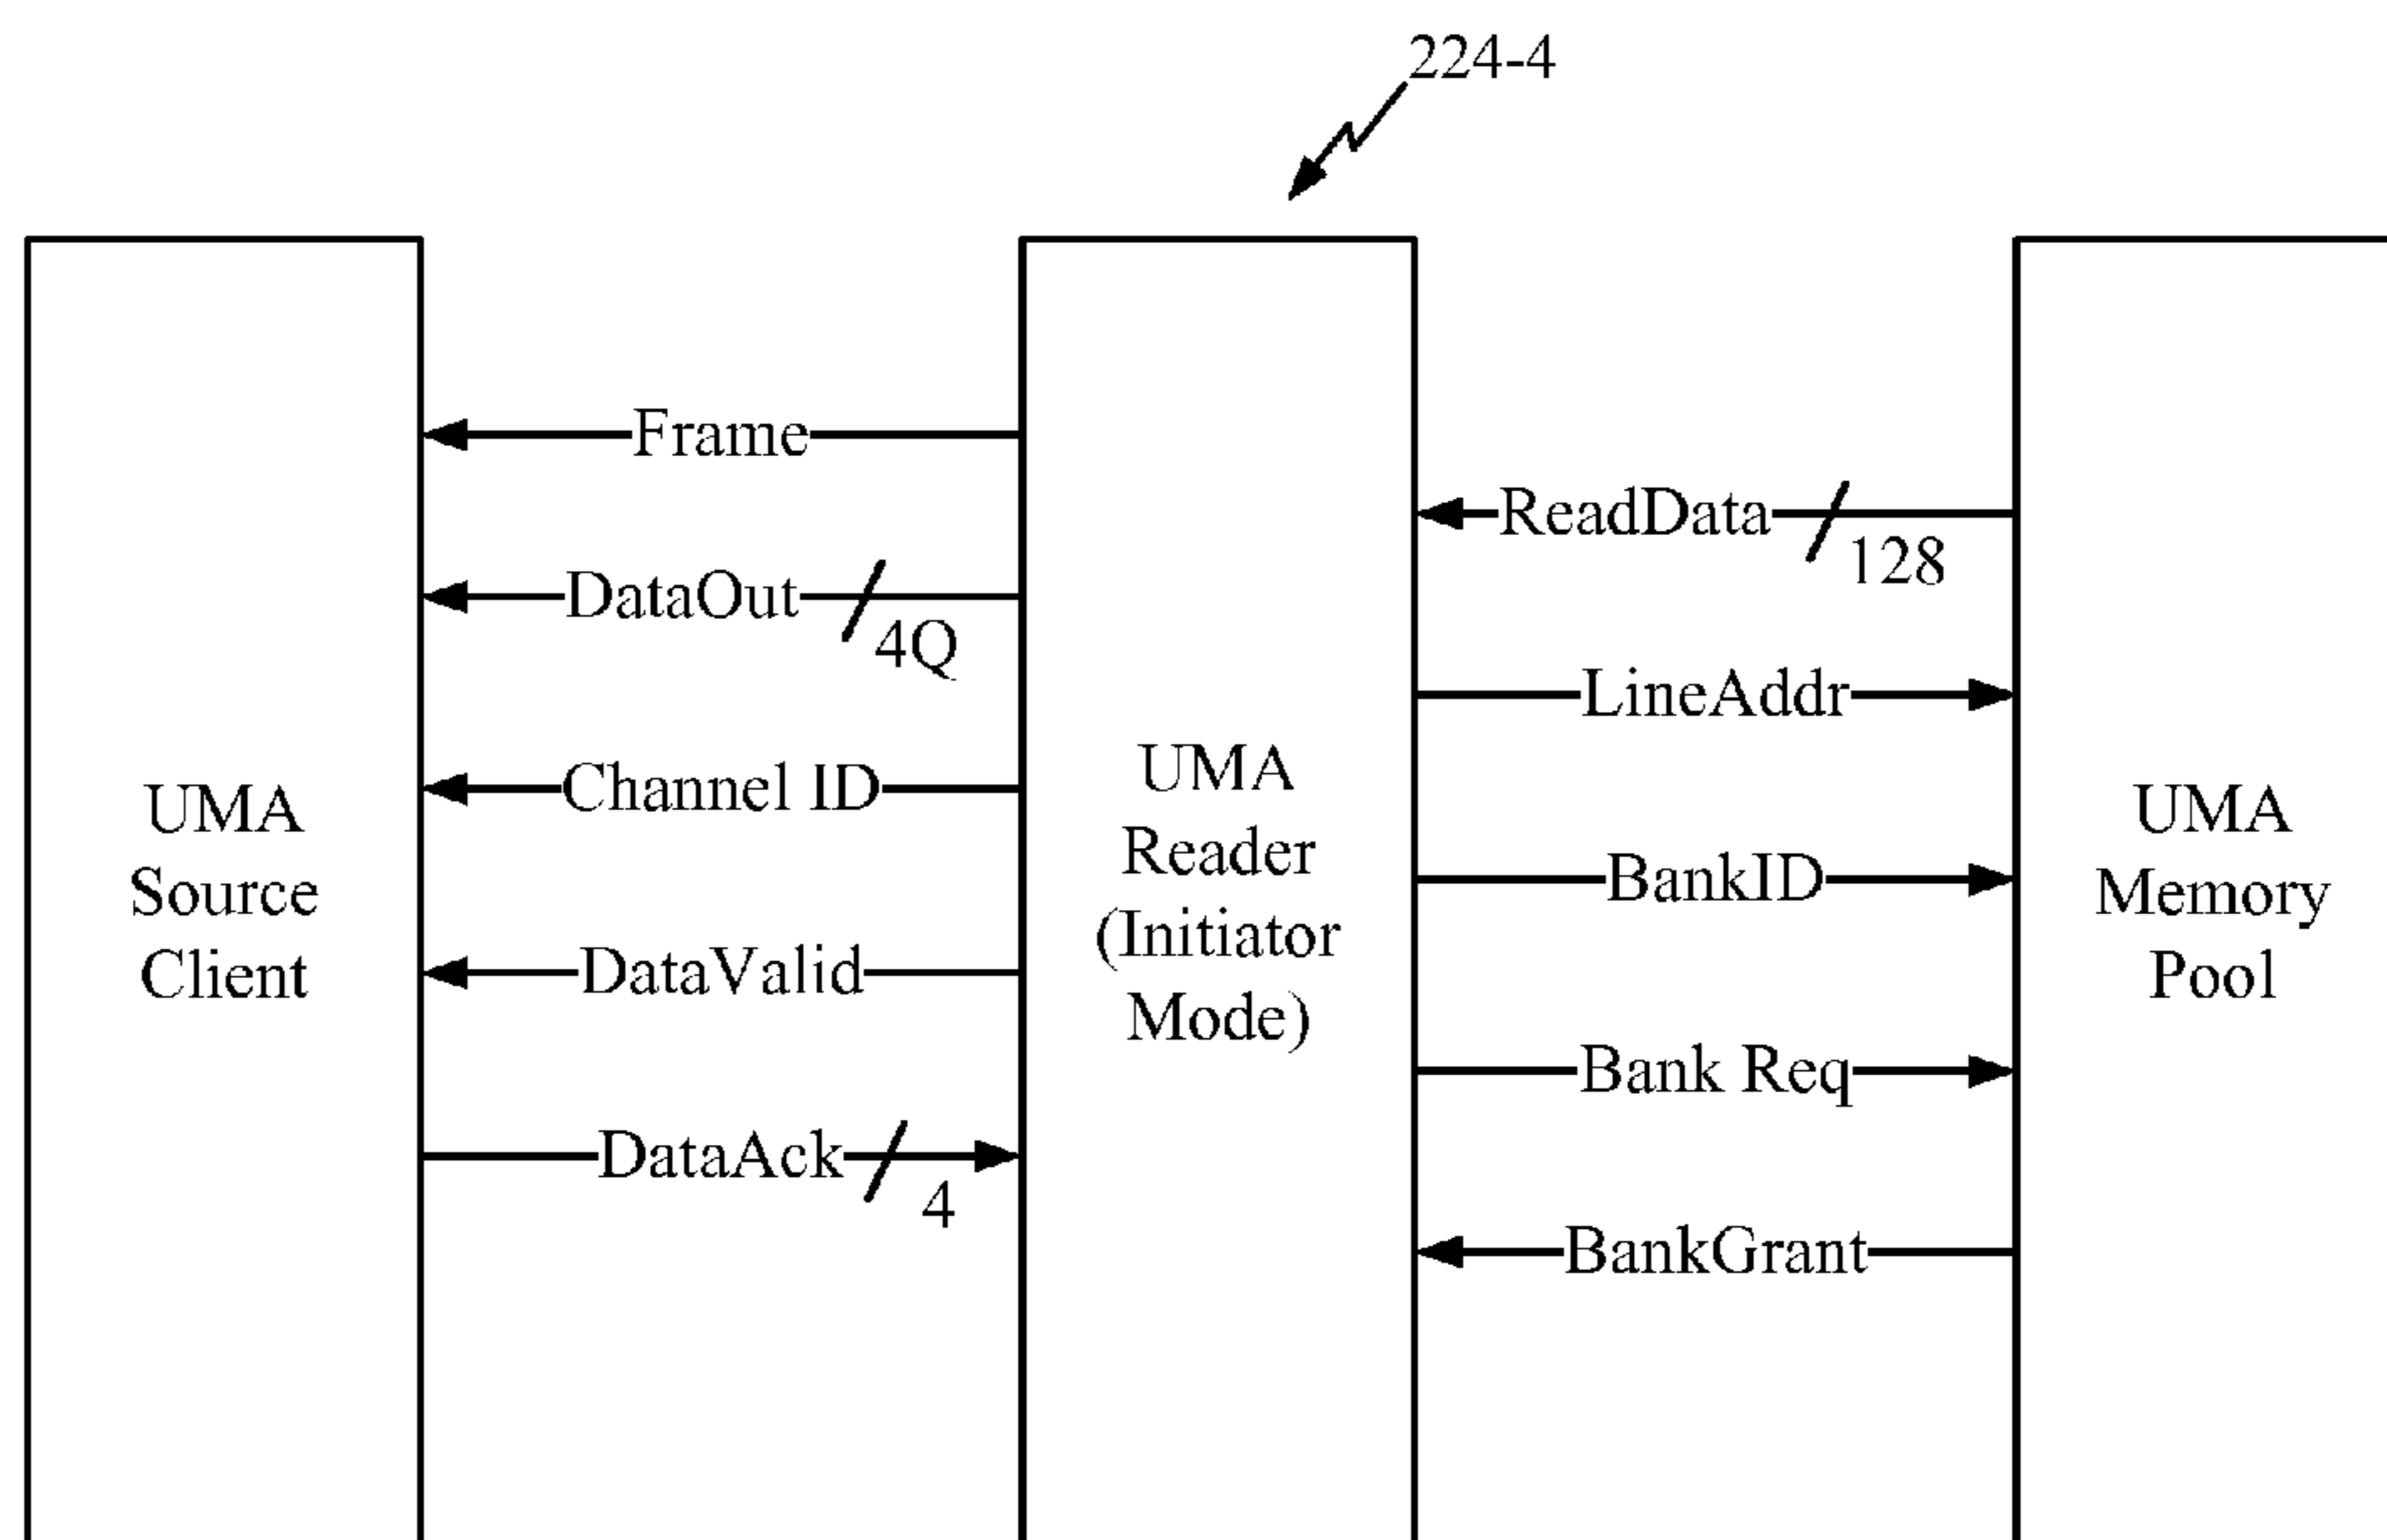 224-4
Frame
ReadData
128
DataOut
4Q
LineAddr
Channel ID
BankID
DataValid
Bank Req
DataAck
4
BankGrant
UMA
Source
Client
UMA
Reader
(Initiator
Mode)
UMA
Memory
Pool